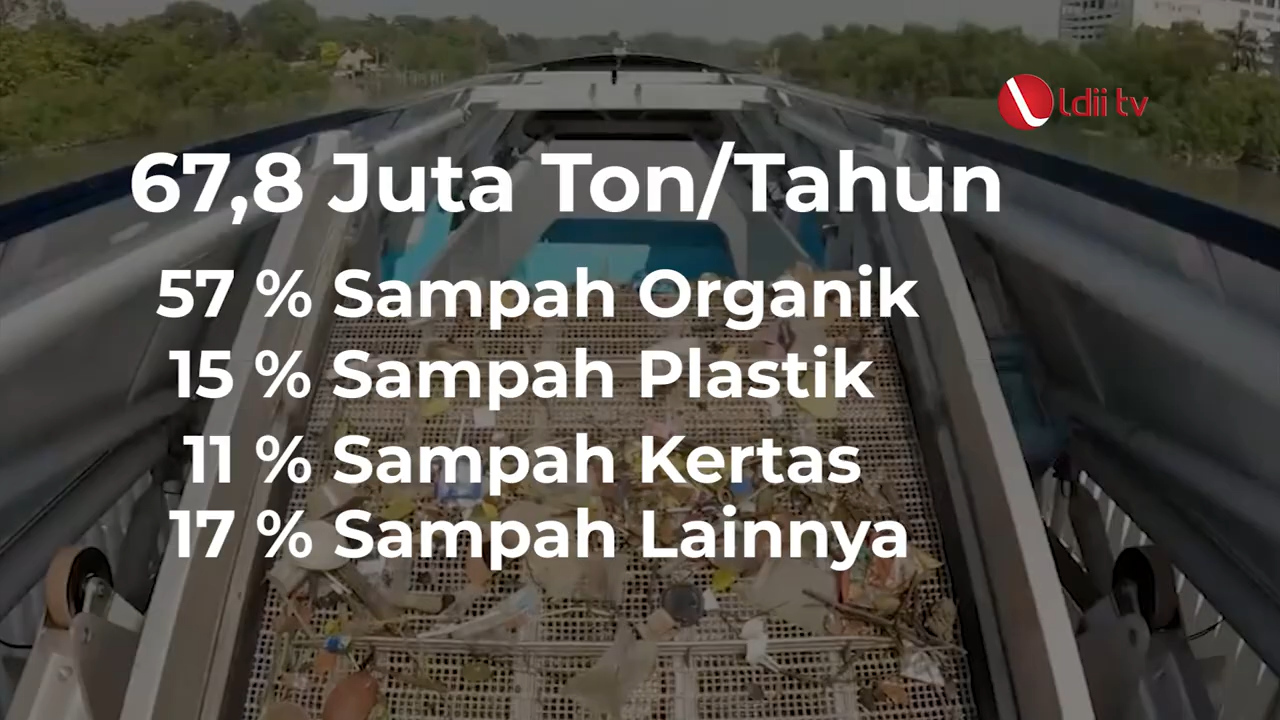 ldii tv
67,8 Juta Ton/Tahun
57 % Sampah Organik
15 % Sampah Plastik
11 % Sampah Kertas
17 % Sampah Lainnya